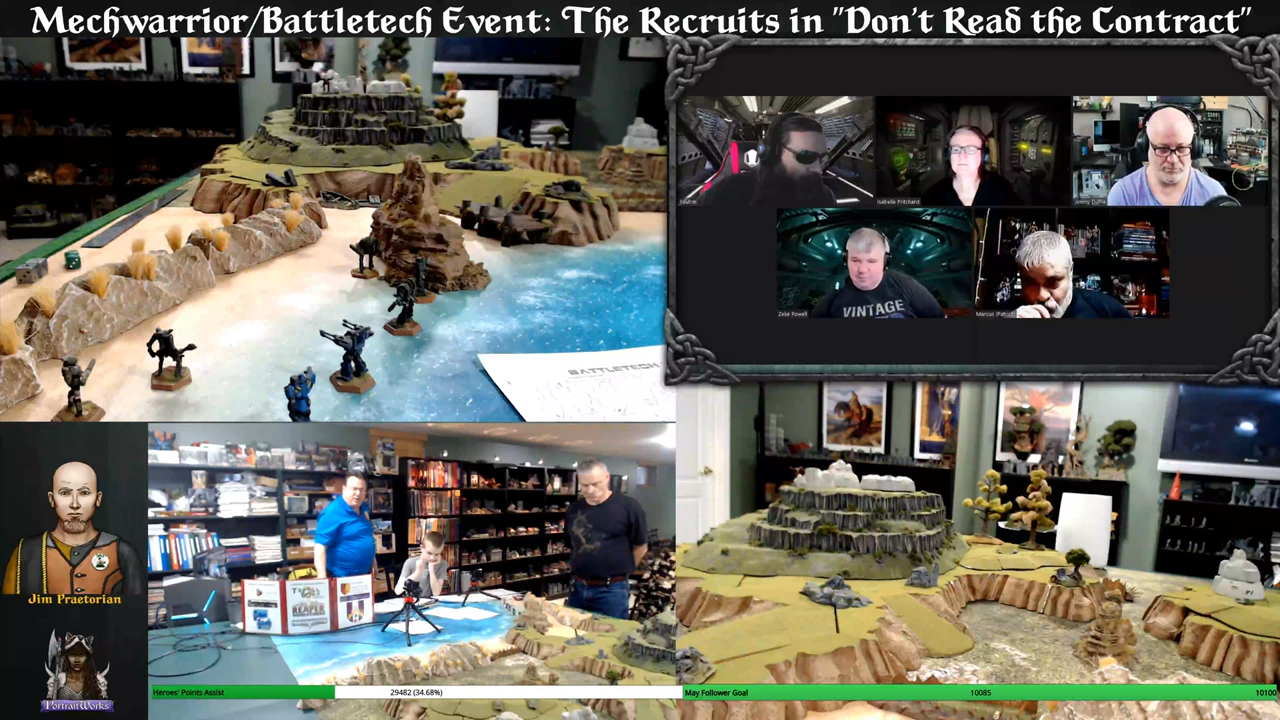 Mechwarrior/Battletech Event: The Recruits in "Don't Read the Contract"
Isabelle Pritchard
Zeke Powell
VINTAGE
BATTLETECH
Jim Praetorian
PortraitWorks
REAPER
Heroes' Points Assist
29482 (34.68%)
May Follower Goal
10085
10100